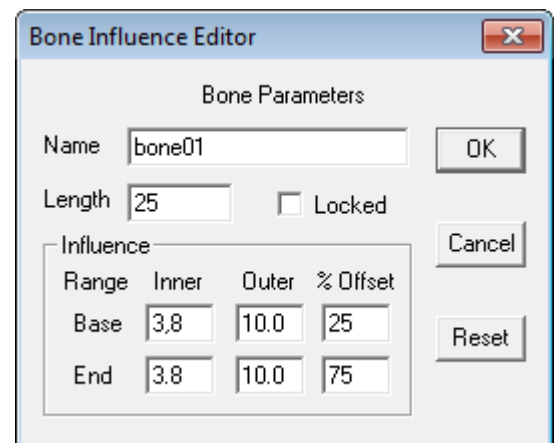 Bone Influence Editor
Bone Parameters
Name bone01 OK
Length 25 Locked
Influence Cancel
Range Inner Outer % Offset
Base 3,8 10.0 25 Reset
End 3.8 10.0 75